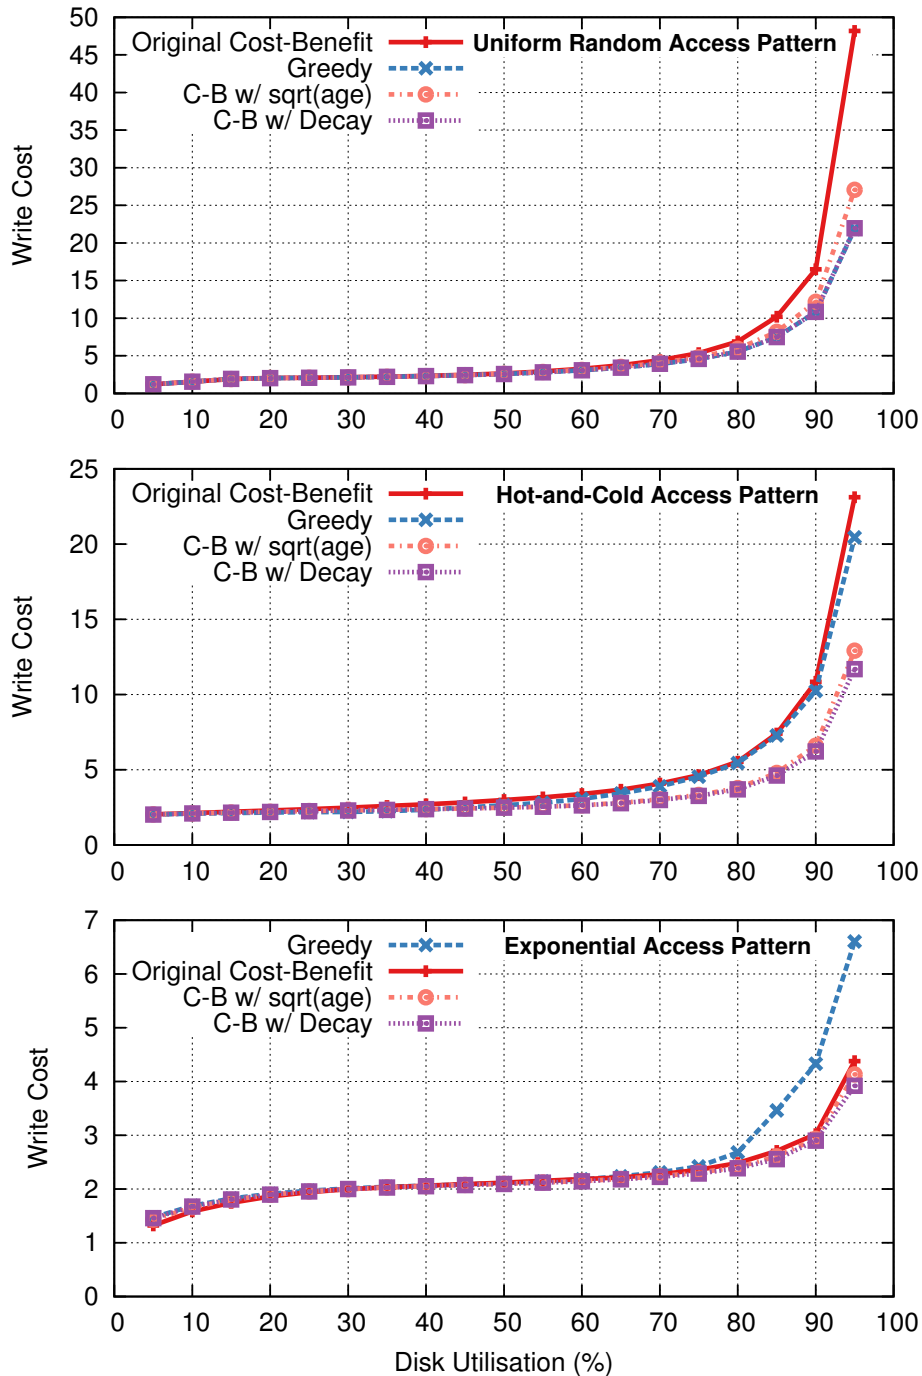 50
45
40
35
30
25
20
15
10
5
0
Write Cost
Original Cost-Benefit
Greedy
C-B w/ sqrt(age)
C-B w/ Decay
Uniform Random Access Pattern
0 10 20 30 40 50 60 70 80 90 100
25
20
15
10
5
0
Write Cost
Original Cost-Benefit
Greedy
C-B w/ sqrt(age)
C-B w/ Decay
Hot-and-Cold Access Pattern
0 10 20 30 40 50 60 70 80 90 100
7
6
5
4
3
2
1
0
Write Cost
Greedy
Original Cost-Benefit
C-B w/ sqrt(age)
C-B w/ Decay
Exponential Access Pattern
0 10 20 30 40 50 60 70 80 90 100
Disk Utilisation (%)